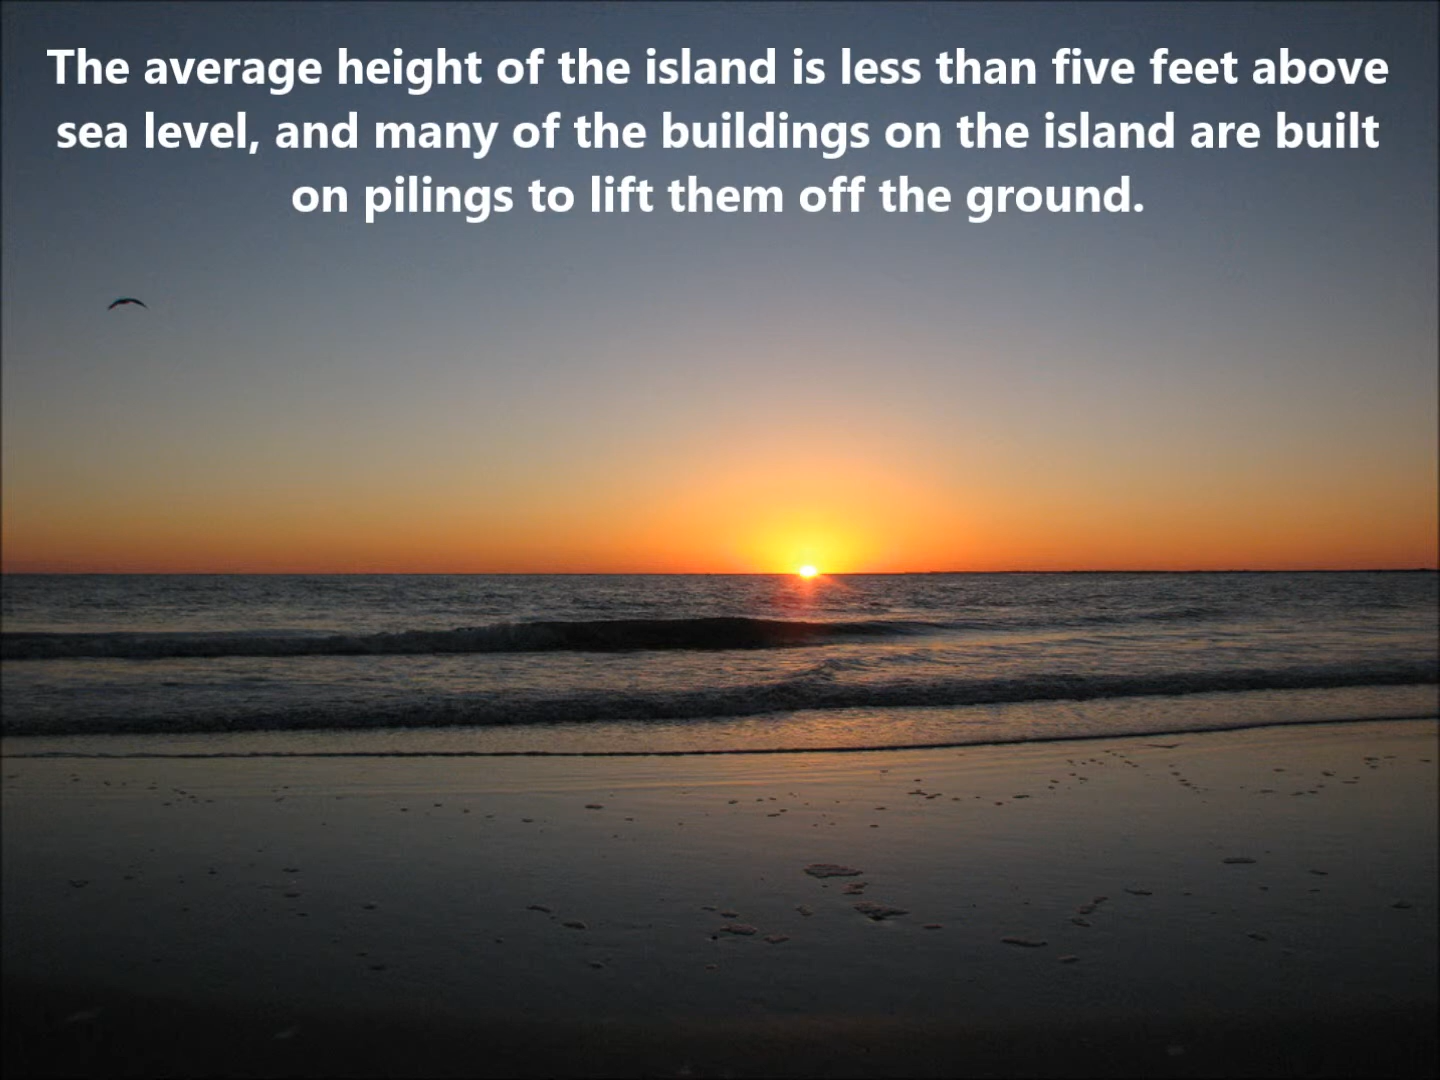 The average height of the island is less than five feet above
sea level, and many of the buildings on the island are built
on pilings to lift them off the ground.